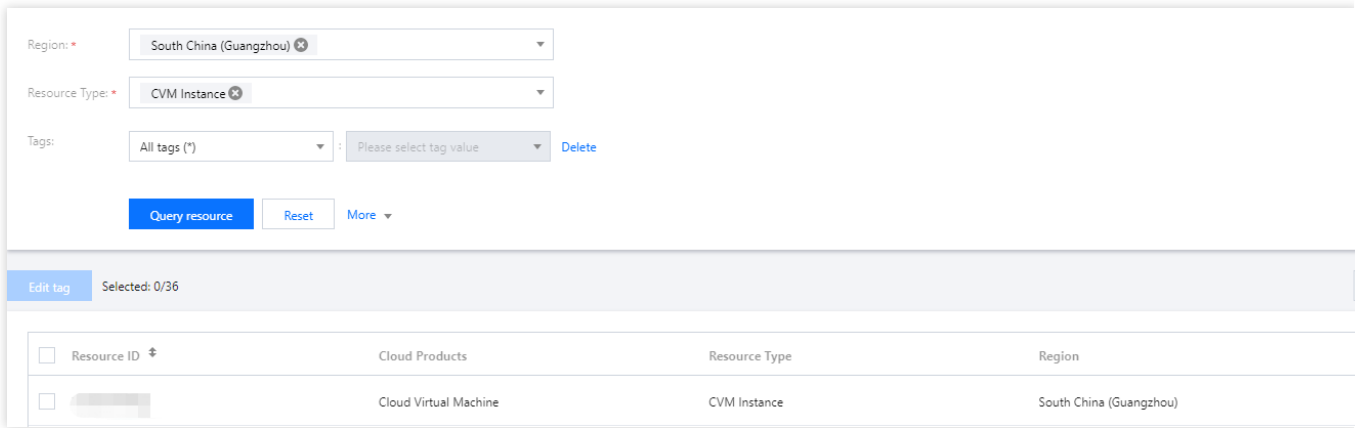 Region: * South China (Guangzhou)
Resource Type: * CVM Instance
Tags: All tags (*) : Please select tag value Delete
Query resource Reset More
Edit tag Selected: 0/36
Resource ID Cloud Products Resource Type Region
Cloud Virtual Machine CVM Instance South China (Guangzhou)